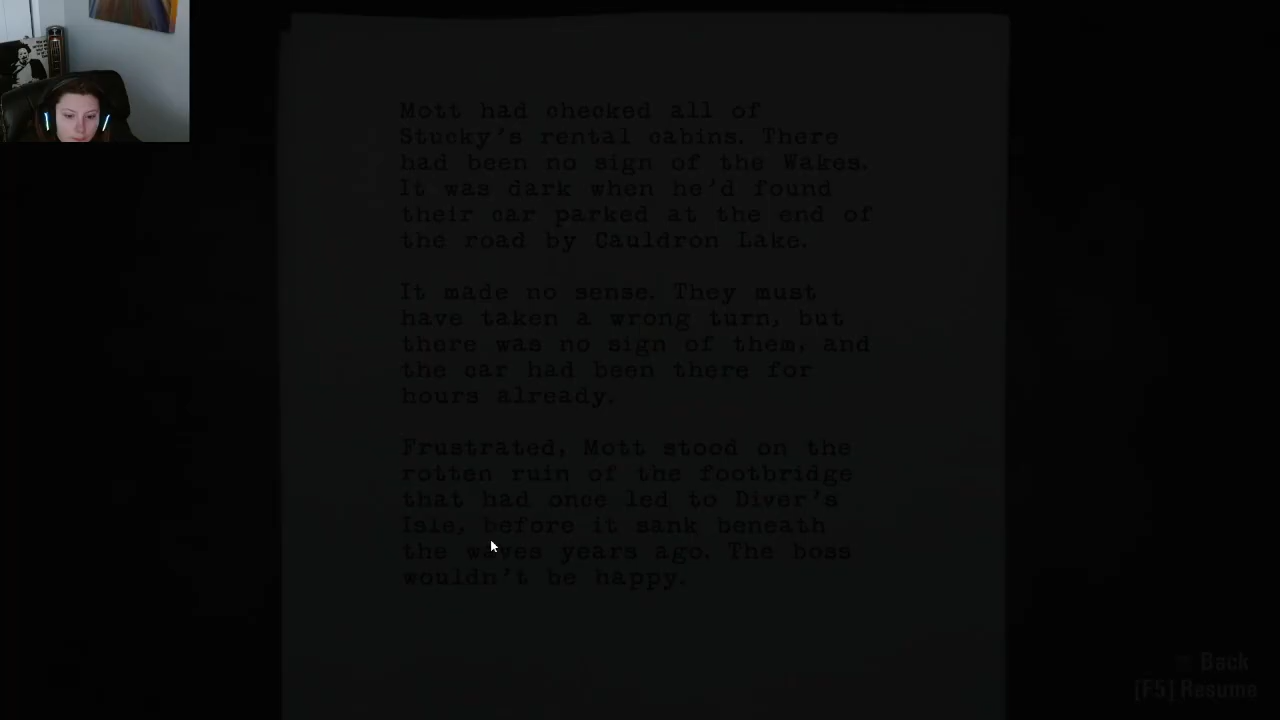 Mott had checked all of
Stucky's rental cabins. There
had been no sign of the Wakes.
It was dark when he'd found
their car parked at the end of
the road by Cauldron Lake.
It made no sense. They must
have taken a wrong turn, but
there was no sign of them, and
the car had been there for
hours already.
Frustrated, Mott stood on the
rotten ruin of the footbridge
that had once led to Diver's
Isle, before it sank beneath
the waves years ago. The boss
wouldn't be happy.
Back
[F5] Resume